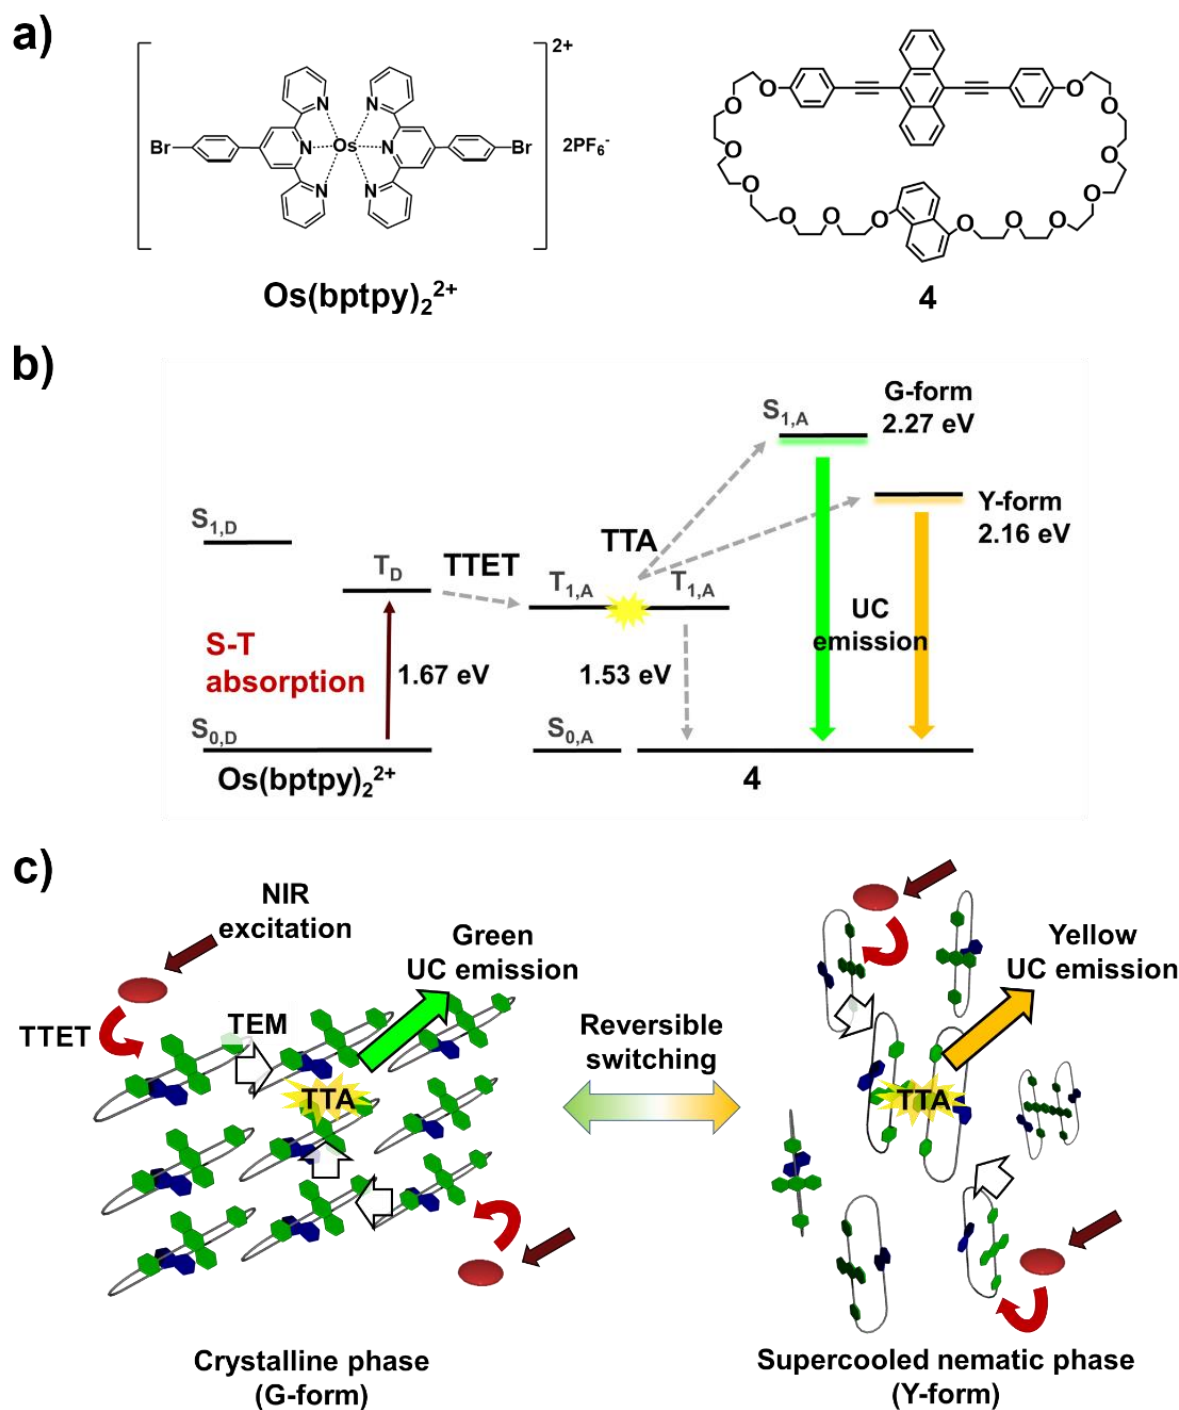 a)
2+
Br
N
N
N
Os
N
N
N
Br
2PF6-
Os(bptpy)2 2+
O
O
O
O
O
O
O
O
O
O
O
O
O
O
4
b)
S1,A
G-form
2.27 eV
Y-form
2.16 eV
S1,D
TD
TTET
TTA
T1,A
T1,A
UC
emission
S-T
absorption
1.67 eV
1.53 eV
S0,D
S0,A
Os(bptpy)2 2+
4
c)
NIR
excitation
Green
UC emission
Yellow
UC emission
TTET
TEM
TTA
Reversible
switching
TTA
Crystalline phase
(G-form)
Supercooled nematic phase
(Y-form)